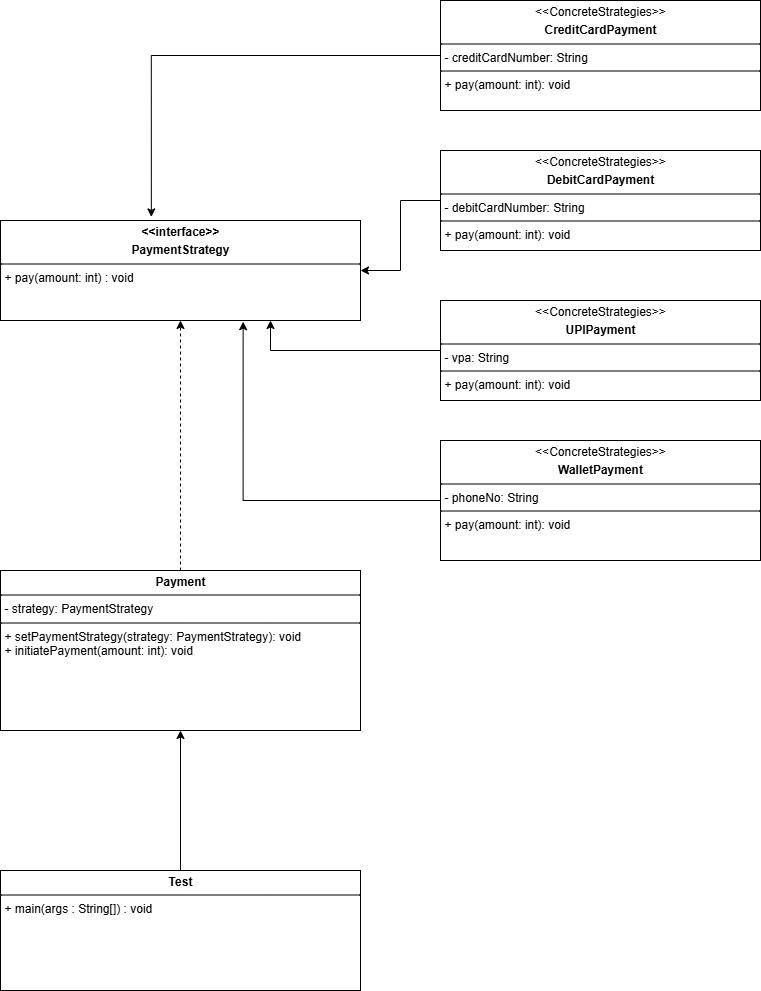 <<ConcreteStrategies>>
CreditCardPayment
- creditCardNumber: String
+ pay(amount: int): void
<<ConcreteStrategies>>
DebitCardPayment
- debitCardNumber: String
+ pay(amount: int): void
<<interface>>
PaymentStrategy
+ pay(amount: int) : void
<<ConcreteStrategies>>
UPIPayment
- vpa: String
+ pay(amount: int): void
<<ConcreteStrategies>>
WalletPayment
- phoneNo: String
+ pay(amount: int): void
Payment
- strategy: PaymentStrategy
+ setPaymentStrategy(strategy: PaymentStrategy): void
+ initiatePayment(amount: int): void
Test
+ main(args : String[]) : void